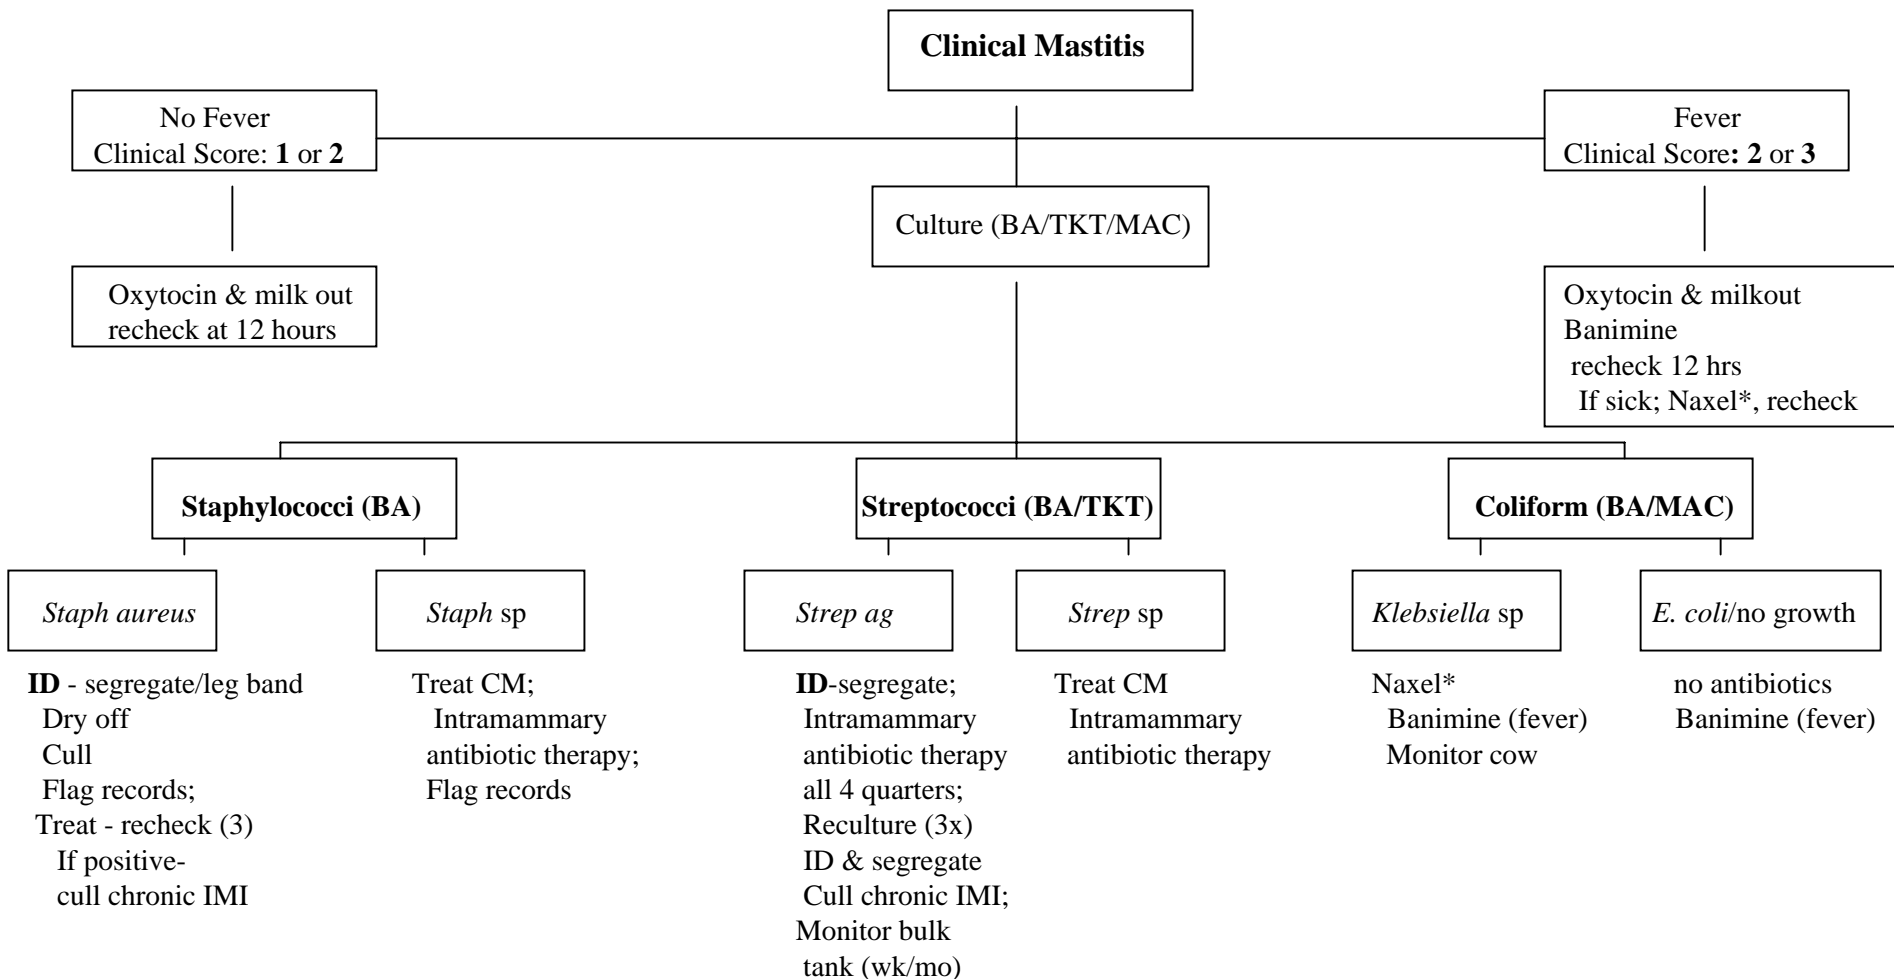 Clinical Mastitis
No Fever
Clinical Score: 1 or 2
Fever
Clinical Score: 2 or 3
Culture (BA/TKT/MAC)
Oxytocin & milk out
recheck at 12 hours
Oxytocin & milkout
Banimine
recheck 12 hrs
If sick; Naxel*, recheck
Staphylococci (BA)
Streptococci (BA/TKT)
Coliform (BA/MAC)
Staph aureus
Staph sp
Strep ag
Strep sp
Klebsiella sp
E. coli/no growth
ID - segregate/leg band
Dry off
Cull
Flag records;
Treat - recheck (3)
If positive-
cull chronic IMI
Treat CM;
Intramammary
antibiotic therapy;
Flag records
ID-segregate;
Intramammary
antibiotic therapy
all 4 quarters;
Reculture (3x)
ID & segregate
Cull chronic IMI;
Monitor bulk
tank (wk/mo)
Treat CM
Intramammary
antibiotic therapy
Naxel*
Banimine (fever)
Monitor cow
no antibiotics
Banimine (fever)